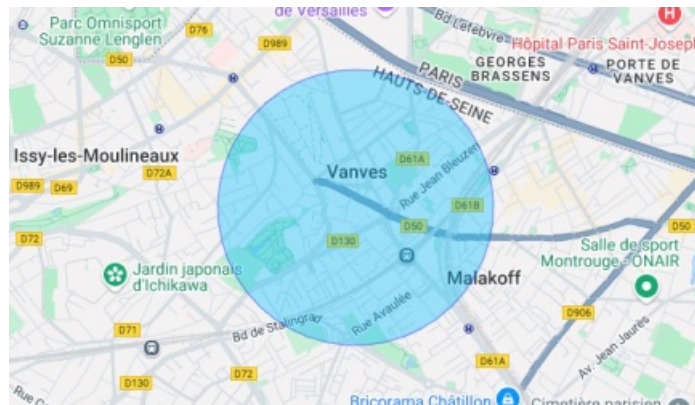 de Versailles
Parc Omnisport
Suzanne Lenglen
D76
Bd Lefebvre
D989
Hôpital Paris Saint-Joseph
D50
GEORGES
BRASSENS
PORTE DE
VANVES
PARIS
HAUTS-DE-SEINE
Issy-les-Moulineaux
D72A
Vanves
D61A
Rue Jean Bleuzen
D989
D69
D61B
D50
D50
D72
D130
Salle de sport
Montrouge - ONAIR
Jardin japonais
d'Ichikawa
Malakoff
Rue Avaulée
D906
D71
Bd de Stalingrad
Av. Jean Jaurès
D61A
D72
D130
Bricorama Châtillon
Cimetière parisien